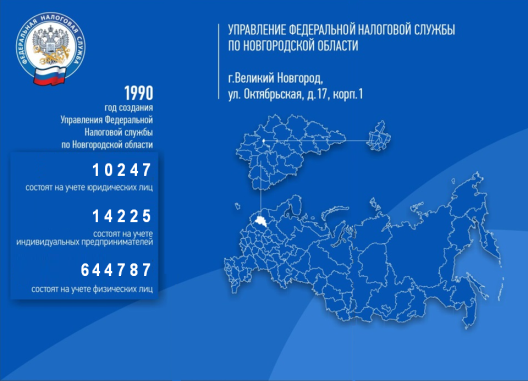 ФЕДЕРАЛЬНАЯ НАЛОГОВАЯ СЛУЖБА
УПРАВЛЕНИЕ ФЕДЕРАЛЬНОЙ НАЛОГОВОЙ СЛУЖБЫ
ПО НОВГОРОДСКОЙ ОБЛАСТИ
г.Великий Новгород,
ул. Октябрьская, д.17, корп.1
1990
год создания
Управления Федеральной
Налоговой службы
по Новгородской области
10247
состоят на учете юридических лиц
14225
состоят на учете
индивидуальных предпринимателей
644787
состоят на учете физических лиц